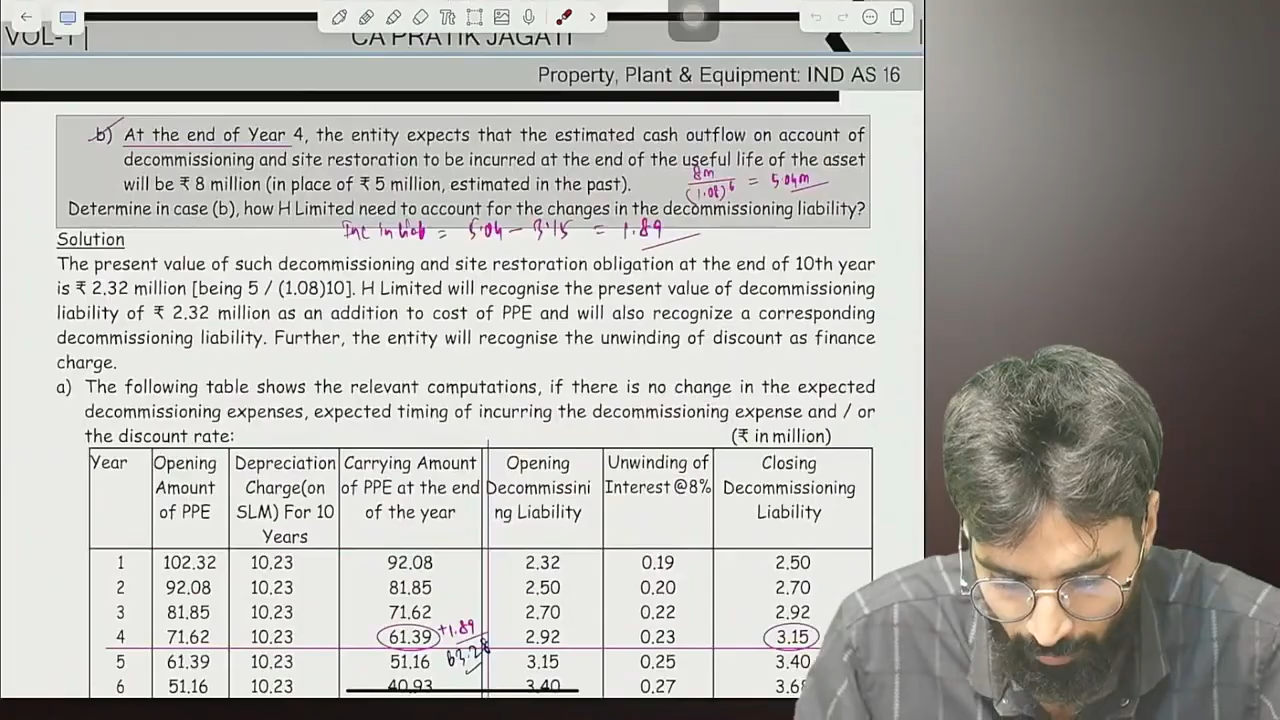 VOL-1 | CA PRATIK JAGATI
Property, Plant & Equipment: IND AS 16
b) At the end of Year 4, the entity expects that the estimated cash outflow on account of
decommissioning and site restoration to be incurred at the end of the useful life of the asset
will be ₹ 8 million (in place of ₹ 5 million, estimated in the past).
8m / (1.08)6 = 5.04m
Determine in case (b), how H Limited need to account for the changes in the decommissioning liability?
Inc in liab = 5.04 - 3.15 = 1.89
Solution
The present value of such decommissioning and site restoration obligation at the end of 10th year
is ₹ 2.32 million [being 5 / (1.08)10]. H Limited will recognise the present value of decommissioning
liability of ₹ 2.32 million as an addition to cost of PPE and will also recognize a corresponding
decommissioning liability. Further, the entity will recognise the unwinding of discount as finance
charge.
a) The following table shows the relevant computations, if there is no change in the expected
decommissioning expenses, expected timing of incurring the decommissioning expense and / or
the discount rate: (₹ in million)
Year Opening Depreciation Carrying Amount Opening Unwinding of Closing
Amount Charge(on of PPE at the end Decommissini Interest @8% Decommissioning
of PPE SLM) For 10 of the year ng Liability Liability
Years
1 102.32 10.23 92.08 2.32 0.19 2.50
2 92.08 10.23 81.85 2.50 0.20 2.70
3 81.85 10.23 71.62 2.70 0.22 2.92
4 71.62 10.23 61.39 +1.89 2.92 0.23 3.15
63.28
5 61.39 10.23 51.16 3.15 0.25 3.40
6 51.16 10.23 40.93 3.40 0.27